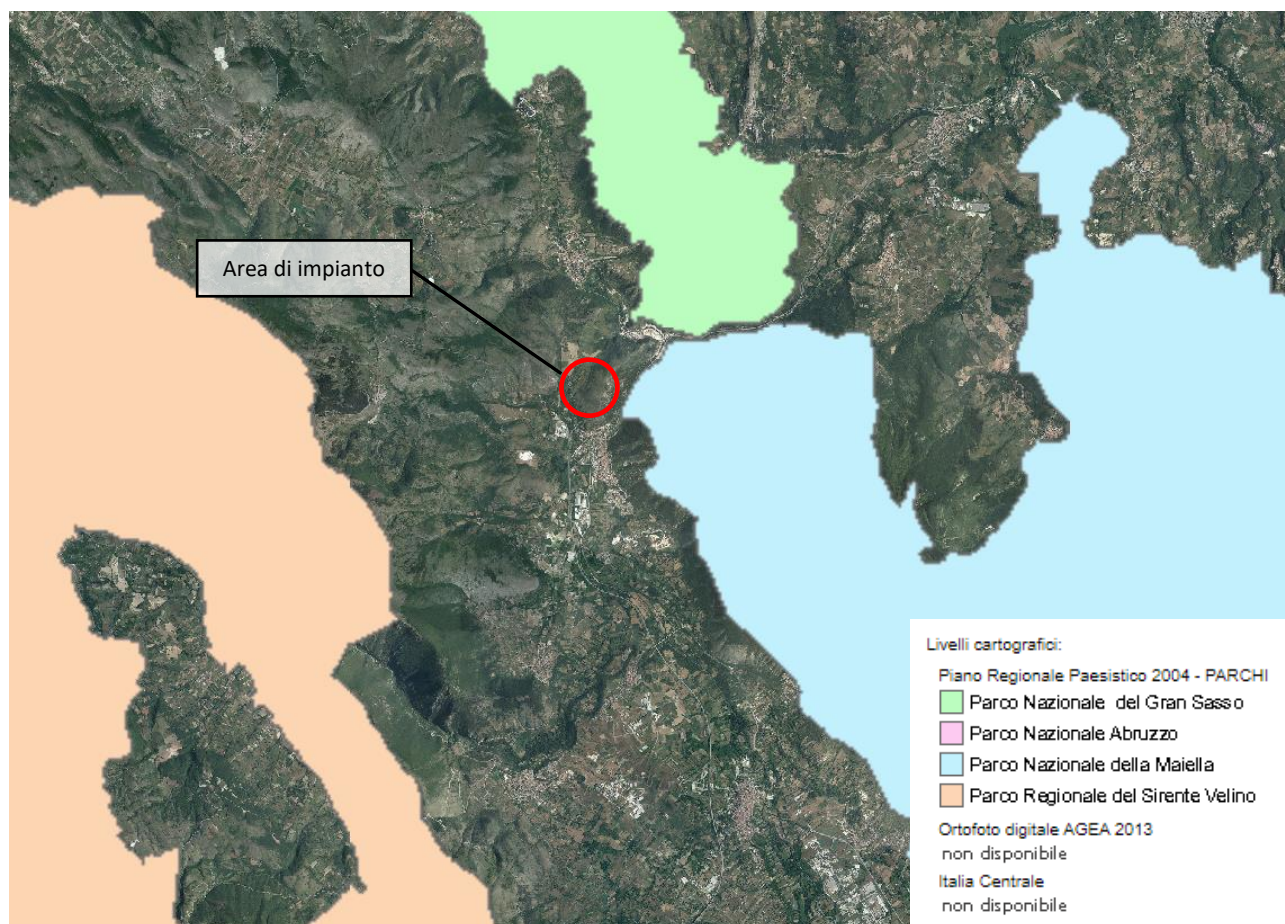 Area di impianto
Livelli cartografici:
Piano Regionale Paesistico 2004 - PARCHI
Parco Nazionale del Gran Sasso
Parco Nazionale Abruzzo
Parco Nazionale della Maiella
Parco Regionale del Sirente Velino
Ortofoto digitale AGEA 2013
non disponibile
Italia Centrale
non disponibile